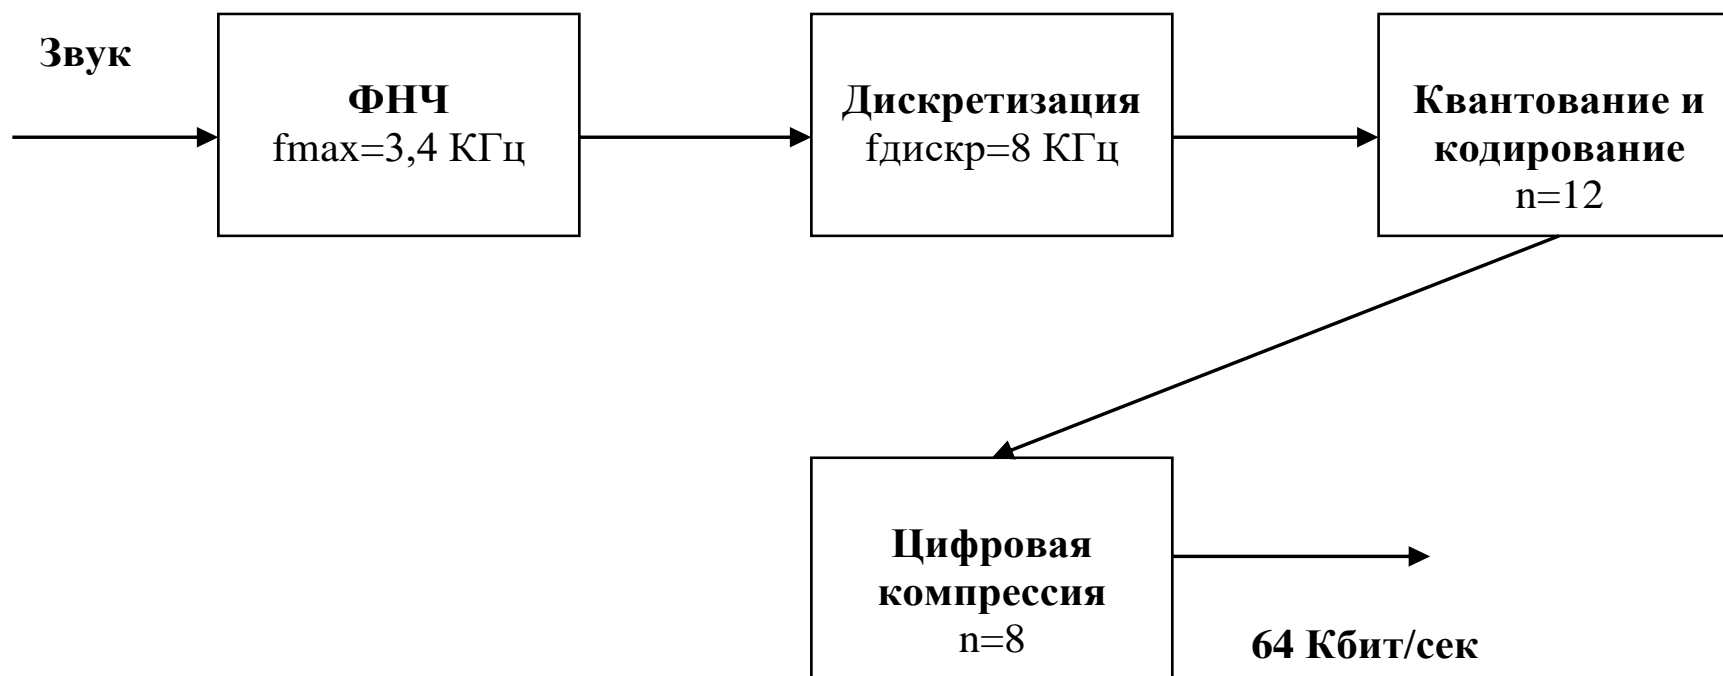 Звук
ФНЧ
fmax=3,4 КГц
Дискретизация
fдискр=8 КГц
Квантование и
кодирование
n=12
Цифровая
компрессия
n=8
64 Кбит/сек